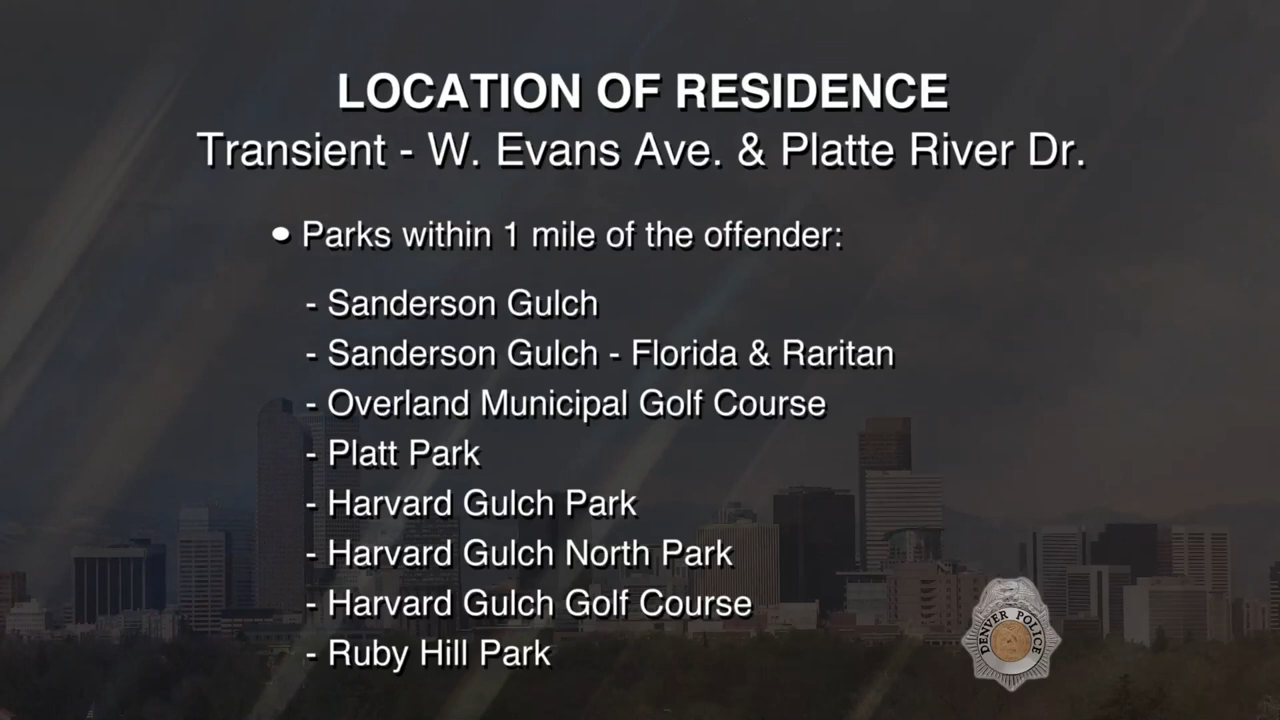 LOCATION OF RESIDENCE
Transient - W. Evans Ave. & Platte River Dr.
• Parks within 1 mile of the offender:
- Sanderson Gulch
- Sanderson Gulch - Florida & Raritan
- Overland Municipal Golf Course
- Platt Park
- Harvard Gulch Park
- Harvard Gulch North Park
- Harvard Gulch Golf Course
- Ruby Hill Park
DENVER POLICE